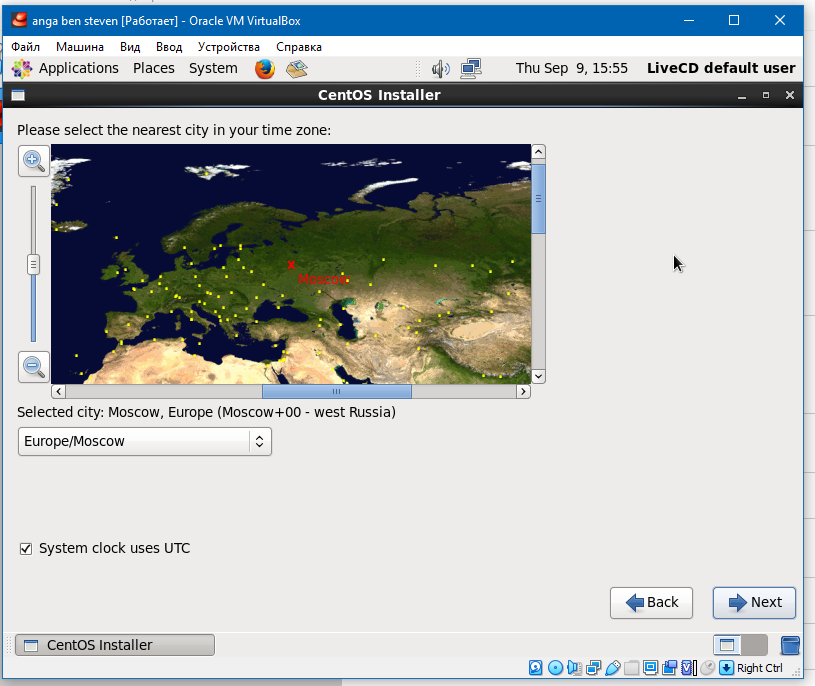 anga ben steven [Работает] - Oracle VM VirtualBox
Файл Машина Вид Ввод Устройства Справка
Applications Places System Thu Sep 9, 15:55 LiveCD default user
CentOS Installer
Please select the nearest city in your time zone:
Moscow
Selected city: Moscow, Europe (Moscow+00 - west Russia)
Europe/Moscow
System clock uses UTC
Back Next
CentOS Installer
Right Ctrl